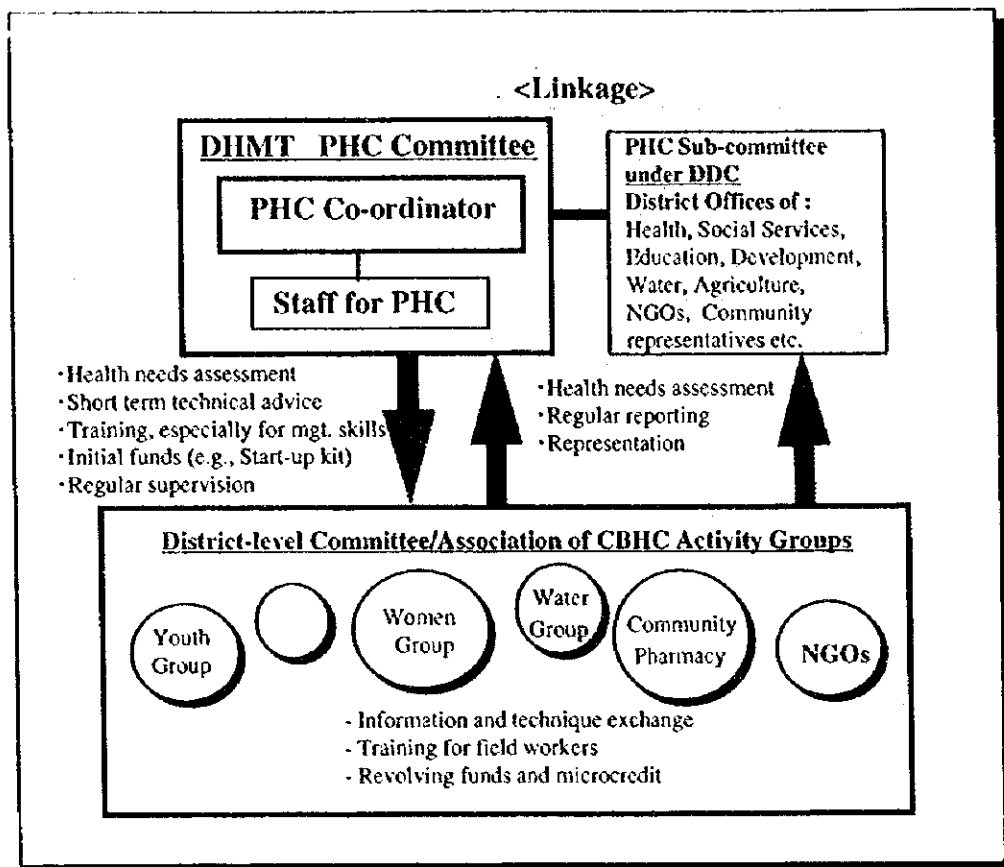 <Linkage>
DHMT PHC Committee
PHC Co-ordinator
Staff for PHC
PHC Sub-committee
under DDC
District Offices of :
Health, Social Services,
Education, Development,
Water, Agriculture,
NGOs, Community
representatives etc.
·Health needs assessment
·Short term technical advice
·Training, especially for mgt. skills
·Initial funds (e.g., Start-up kit)
·Regular supervision
·Health needs assessment
·Regular reporting
·Representation
District-level Committee/Association of CBHC Activity Groups
Youth
Group
Women
Group
Water
Group
Community
Pharmacy
NGOs
- Information and technique exchange
- Training for field workers
- Revolving funds and microcredit